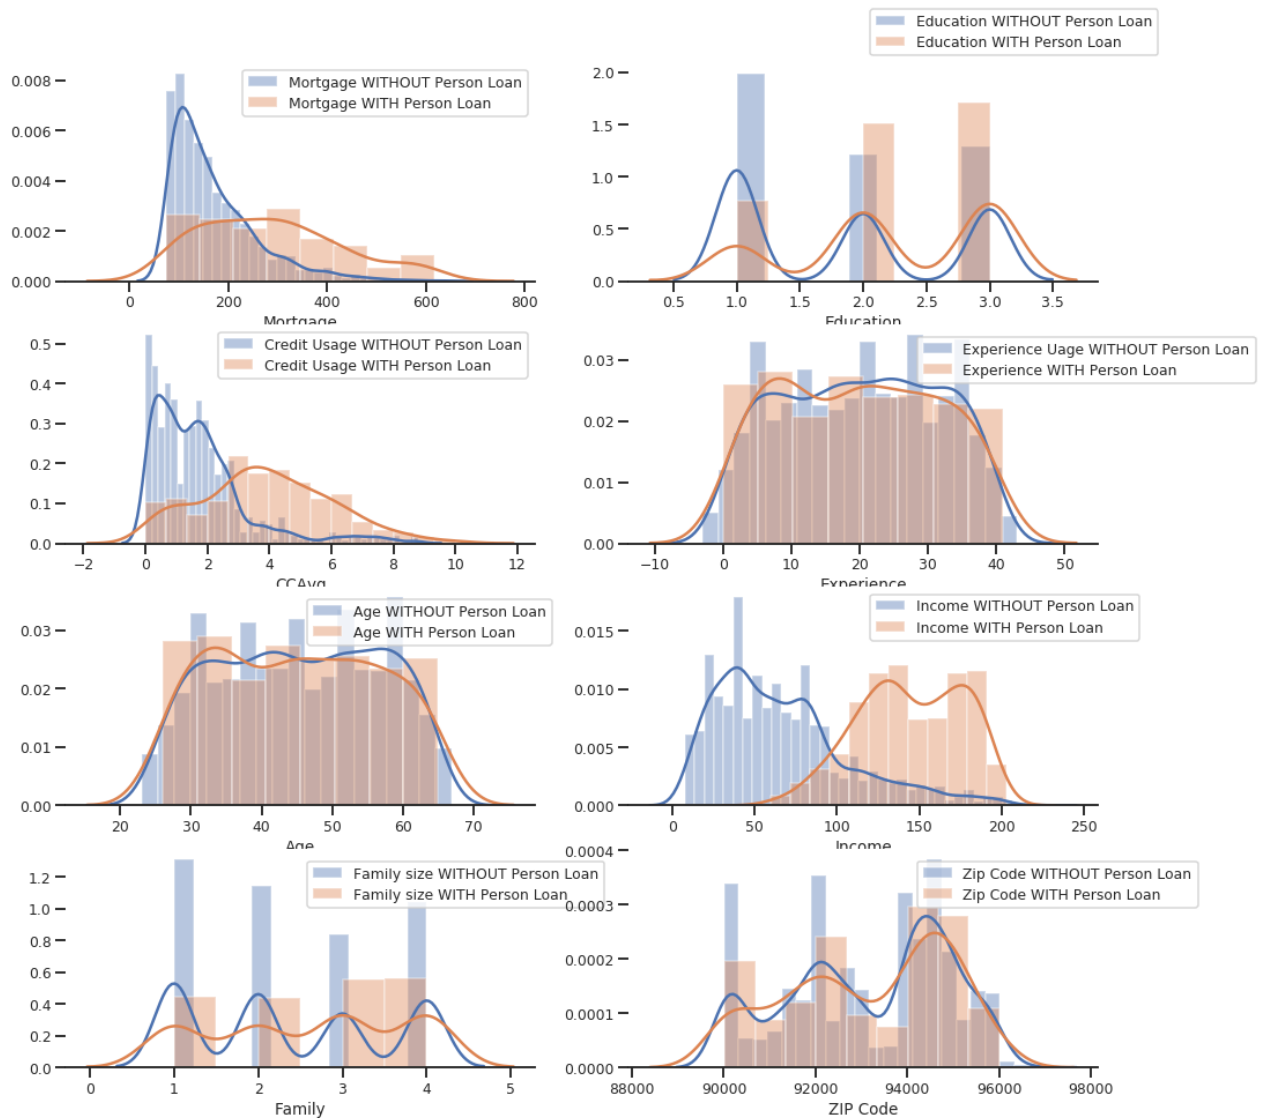 Education WITHOUT Person Loan
Education WITH Person Loan
0.008
0.006
0.004
0.002
0.000
Mortgage WITHOUT Person Loan
Mortgage WITH Person Loan
0 200 400 600 800
Mortgage
2.0
1.5
1.0
0.5
0.0
0.5 1.0 1.5 2.0 2.5 3.0 3.5
Education
0.5
0.4
0.3
0.2
0.1
0.0
Credit Usage WITHOUT Person Loan
Credit Usage WITH Person Loan
−2 0 2 4 6 8 10 12
CCAvg
0.03
0.02
0.01
0.00
Experience Uage WITHOUT Person Loan
Experience WITH Person Loan
−10 0 10 20 30 40 50
Experience
0.03
0.02
0.01
0.00
Age WITHOUT Person Loan
Age WITH Person Loan
20 30 40 50 60 70
Age
0.015
0.010
0.005
0.000
Income WITHOUT Person Loan
Income WITH Person Loan
0 50 100 150 200 250
Income
1.2
1.0
0.8
0.6
0.4
0.2
0.0
Family size WITHOUT Person Loan
Family size WITH Person Loan
0 1 2 3 4 5
Family
0.0004
0.0003
0.0002
0.0001
0.0000
Zip Code WITHOUT Person Loan
Zip Code WITH Person Loan
88000 90000 92000 94000 96000 98000
ZIP Code